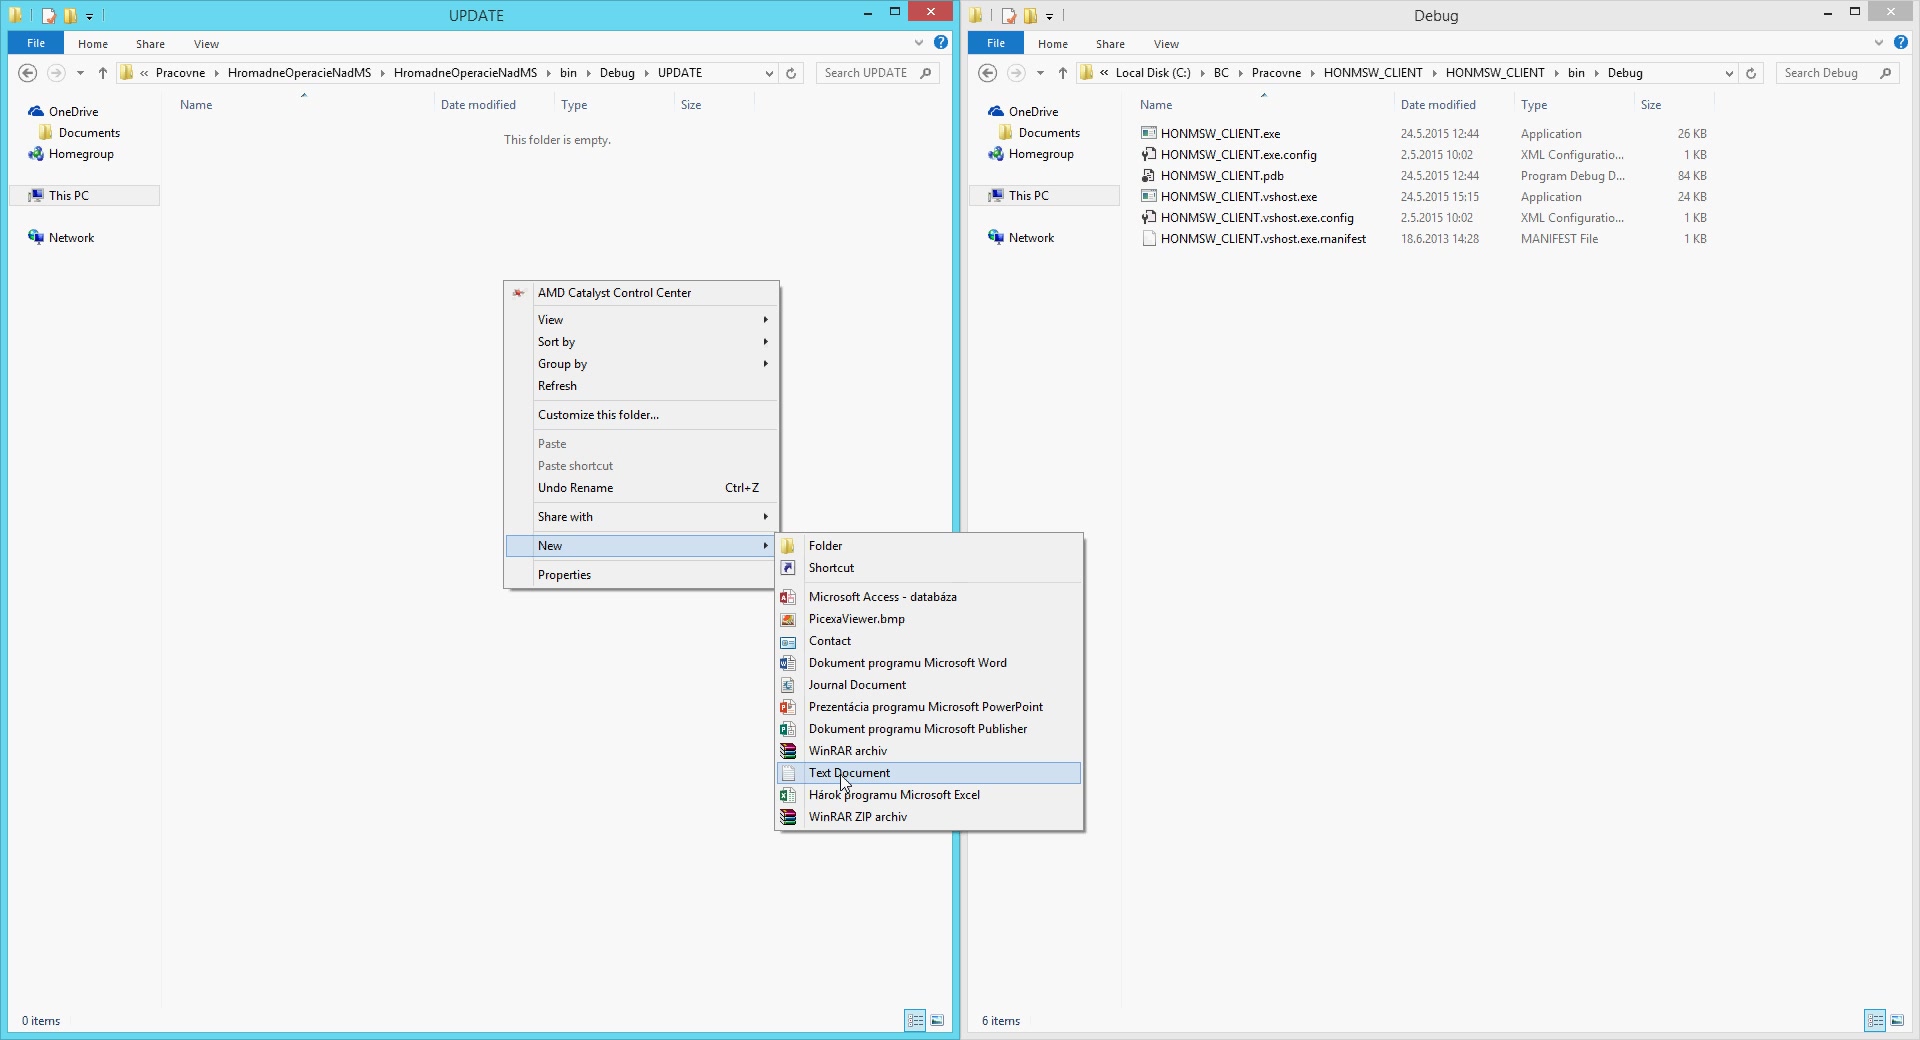 UPDATE
File Home Share View
« Pracovne HromadneOperacieNadMS HromadneOperacieNadMS bin Debug UPDATE
Search UPDATE
Name Date modified Type Size
This folder is empty.
OneDrive
Documents
Homegroup
This PC
Network
AMD Catalyst Control Center
View
Sort by
Group by
Refresh
Customize this folder...
Paste
Paste shortcut
Undo Rename Ctrl+Z
Share with
New
Properties
Folder
Shortcut
Microsoft Access - databáza
PicexaViewer.bmp
Contact
Dokument programu Microsoft Word
Journal Document
Prezentácia programu Microsoft PowerPoint
Dokument programu Microsoft Publisher
WinRAR archiv
Text Document
Hárok programu Microsoft Excel
WinRAR ZIP archiv
0 items
Debug
File Home Share View
« Local Disk (C:) BC Pracovne HONMSW_CLIENT HONMSW_CLIENT bin Debug
Search Debug
OneDrive
Documents
Homegroup
This PC
Network
Name Date modified Type Size
HONMSW_CLIENT.exe 24.5.2015 12:44 Application 26 KB
HONMSW_CLIENT.exe.config 2.5.2015 10:02 XML Configuratio... 1 KB
HONMSW_CLIENT.pdb 24.5.2015 12:44 Program Debug D... 84 KB
HONMSW_CLIENT.vshost.exe 24.5.2015 15:15 Application 24 KB
HONMSW_CLIENT.vshost.exe.config 2.5.2015 10:02 XML Configuratio... 1 KB
HONMSW_CLIENT.vshost.exe.manifest 18.6.2013 14:28 MANIFEST File 1 KB
6 items